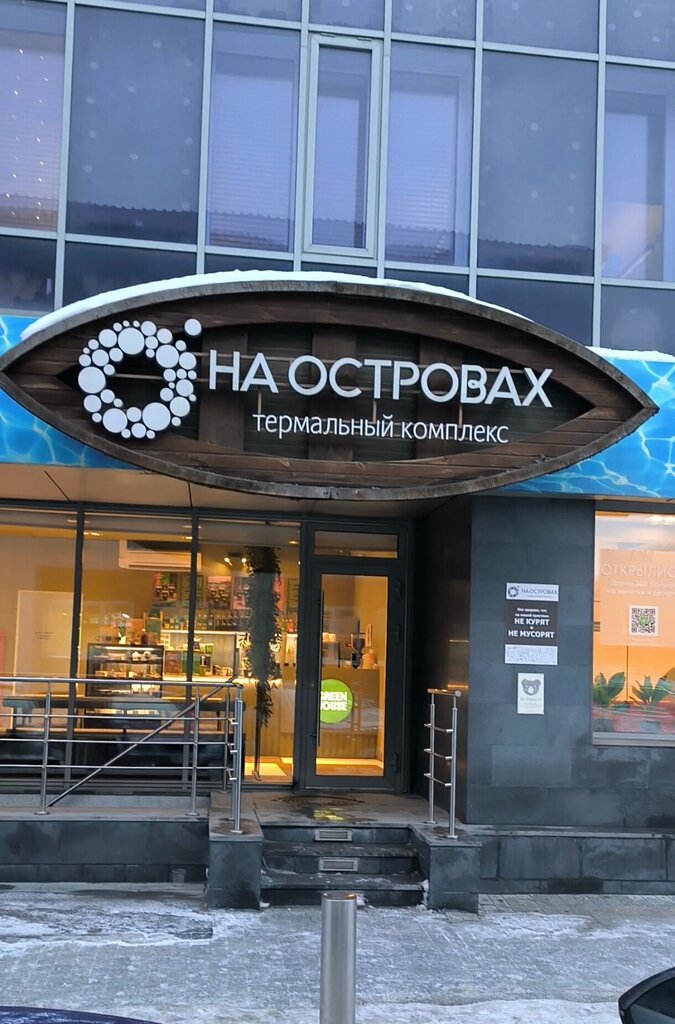 НА ОСТРОВАХ
термальный комплекс
GREEN
HOUSE
НА ОСТРОВАХ
НЕ КУРЯТ
и
НЕ МУСОРЯТ